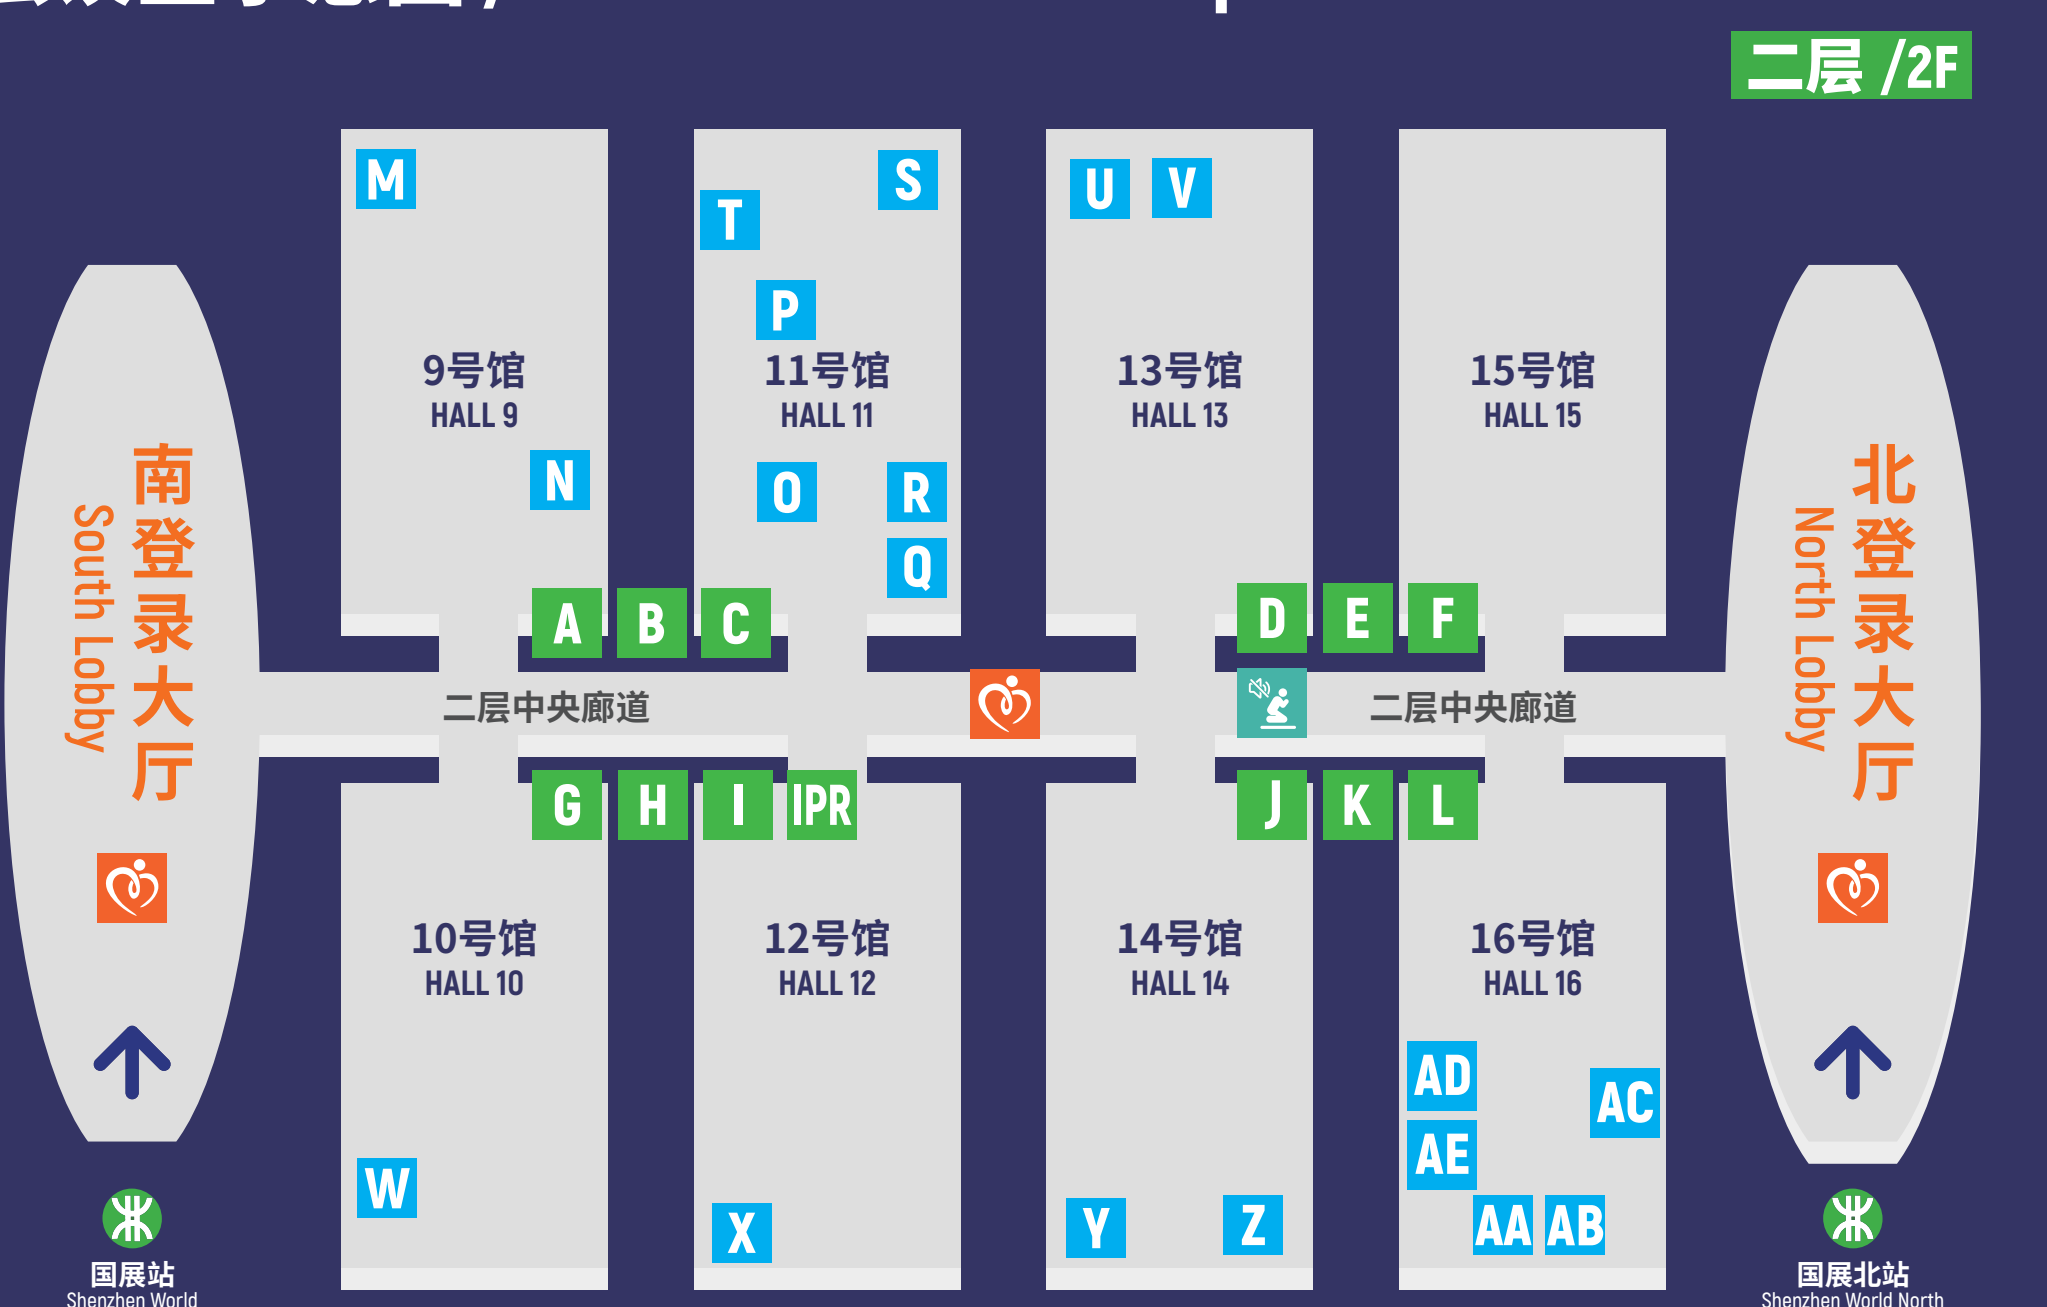 二层 /2F
M
S
T
U
V
P
9号馆
HALL 9
11号馆
HALL 11
13号馆
HALL 13
15号馆
HALL 15
N
O
R
Q
南登录大厅
South Lobby
北登录大厅
North Lobby
A
B
C
D
E
F
二层中央廊道
二层中央廊道
G
H
I
IPR
J
K
L
10号馆
HALL 10
12号馆
HALL 12
14号馆
HALL 14
16号馆
HALL 16
AD
AC
AE
W
X
Y
Z
AA
AB
国展站
Shenzhen World
国展北站
Shenzhen World North